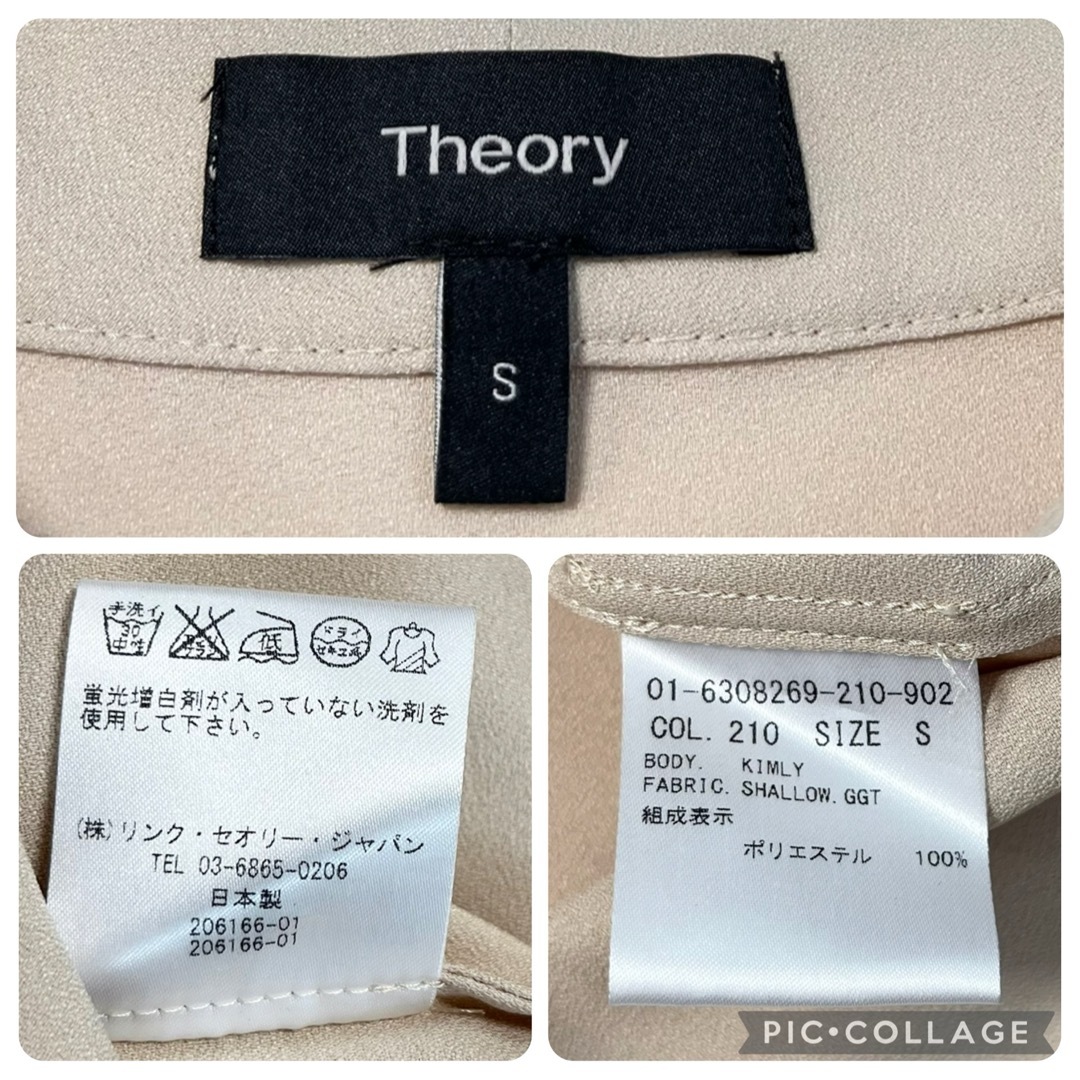 Theory
S
手洗イ
30
中性
エンソ
サラシ
低
ドライ
セキユ系
蛍光増白剤が入っていない洗剤を
使用して下さい。
(株)リンク・セオリー・ジャパン
TEL 03-6865-0206
日本製
206166-01
206166-01
01-6308269-210-902
COL. 210 SIZE S
BODY. KIMLY
FABRIC. SHALLOW.GGT
組成表示
ポリエステル 100%
PIC•COLLAGE